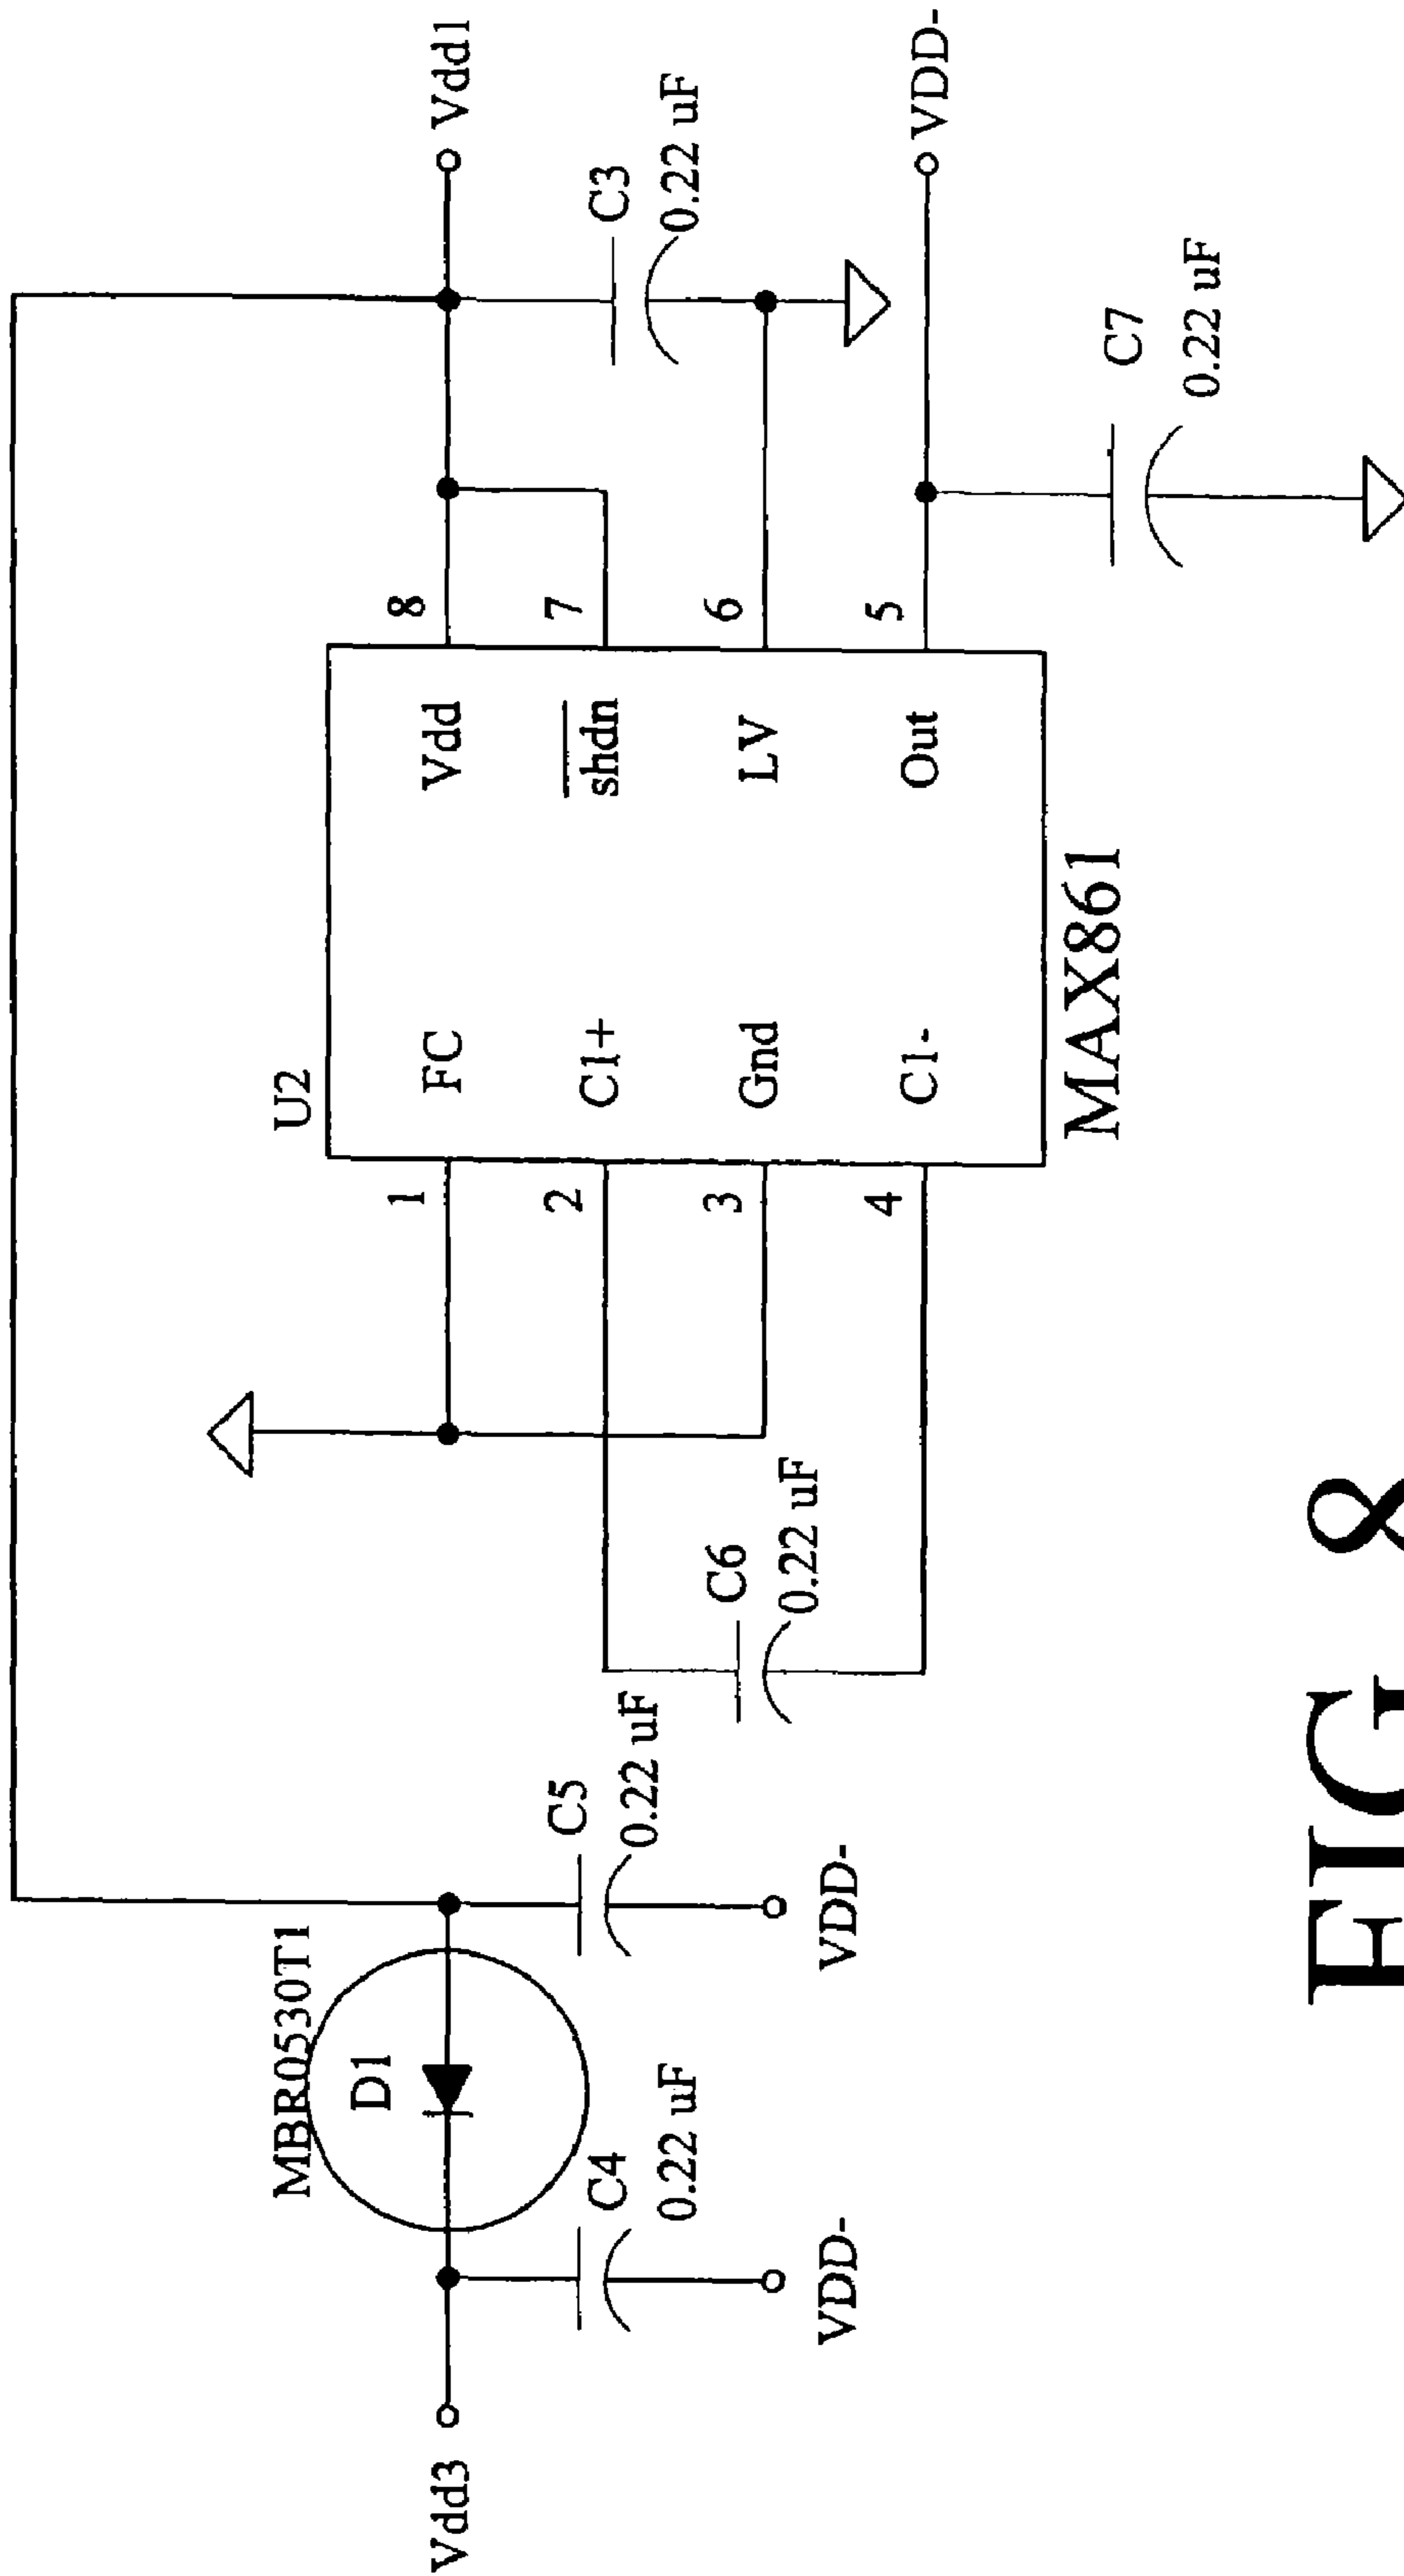 Vdd3
MBR0530T1
D1
C4
0.22 uF
VDD-
C5
0.22 uF
VDD-
C6
0.22 uF
U2
1
2
3
4
FC
C1+
Gnd
C1-
Vdd
shdn
LV
Out
8
7
6
5
MAX861
Vdd1
C3
0.22 uF
VDD-
C7
0.22 uF
FIG 8